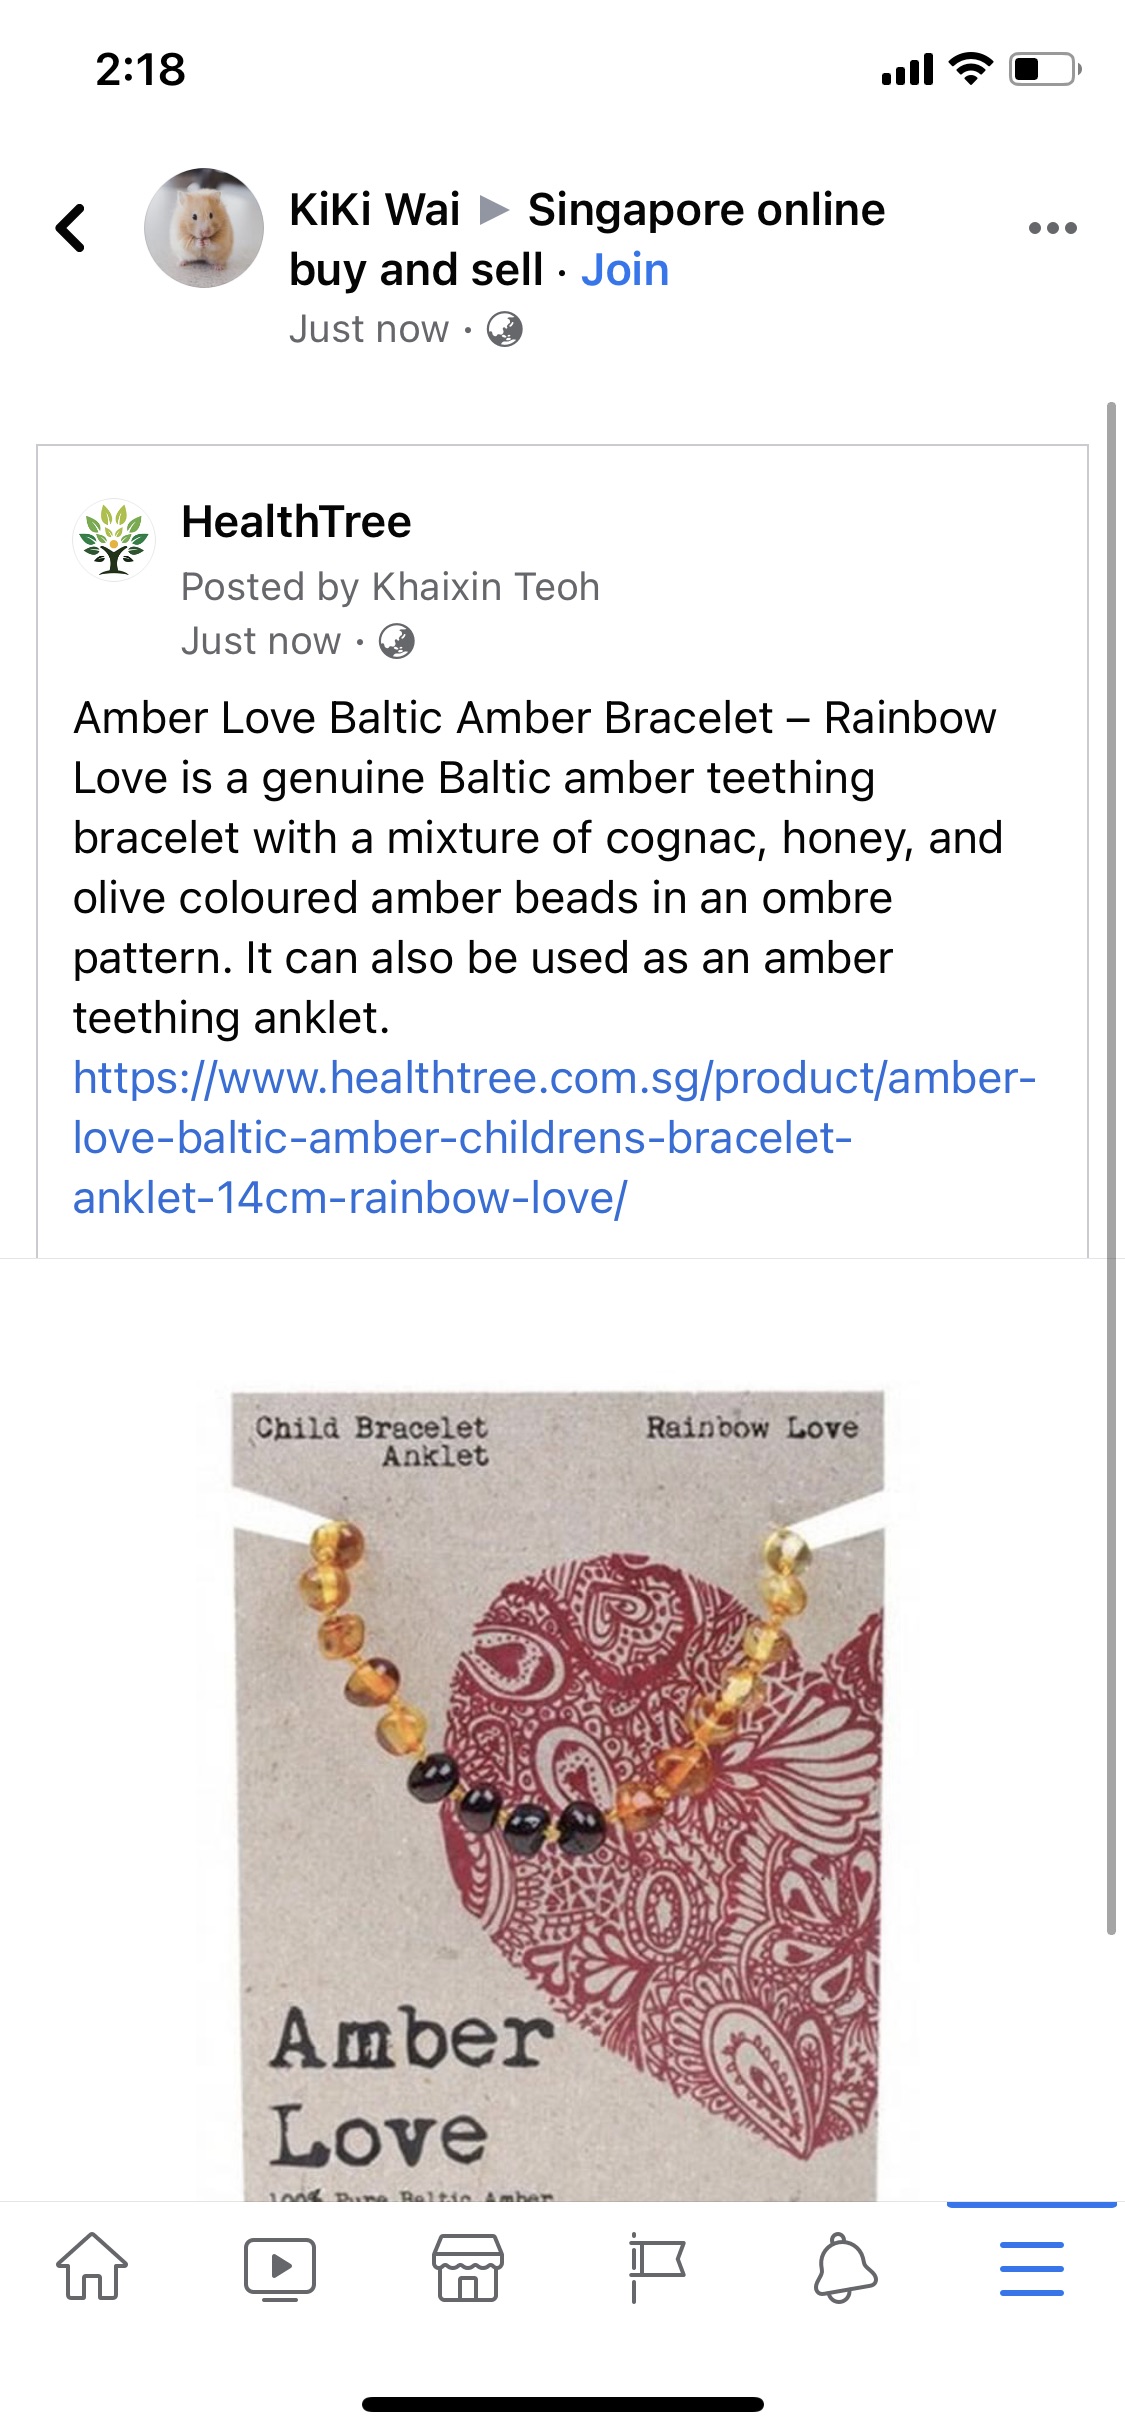 2:18
KiKi Wai ▶ Singapore online
buy and sell · Join
Just now ·
HealthTree
Posted by Khaixin Teoh
Just now ·
Amber Love Baltic Amber Bracelet – Rainbow
Love is a genuine Baltic amber teething
bracelet with a mixture of cognac, honey, and
olive coloured amber beads in an ombre
pattern. It can also be used as an amber
teething anklet.
https://www.healthtree.com.sg/product/amber-
love-baltic-amber-childrens-bracelet-
anklet-14cm-rainbow-love/
Child Bracelet
Anklet
Rainbow Love
Amber
Love
100% Pure Baltic Amber